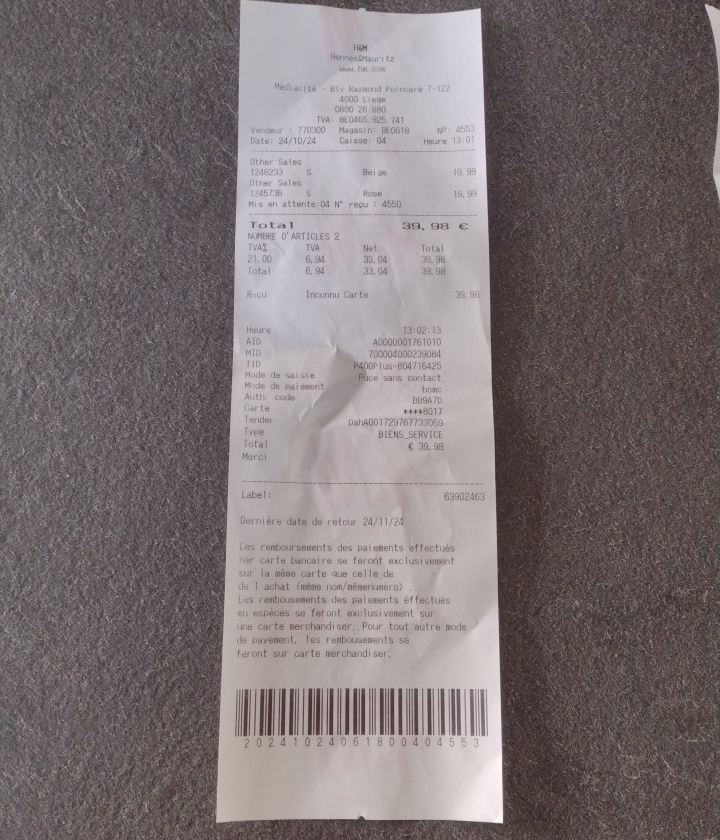 H&M
Hennes&Mauritz
www.hm.com
Médiacité - Blv Raymond Poincaré 7-122
4000 Liege
0800 26 880
TVA: BE0465.925.741
Vendeur : 770300 Magasin: BE0618 Nº: 4553
Date: 24/10/24 Caisse: 04 Heure 13:01
Other Sales
1246233 S Beige 19,99
Other Sales
1245736 S Rose 19,99
Mis en attente:04 N° reçu : 4550
Total 39,98 €
NOMBRE D'ARTICLES 2
TVA% TVA Net Total
21,00 6,94 33,04 39,98
Total 6,94 33,04 39,98
Reçu Inconnu Carte 39,98
Heure 13:02:13
AID A0000001761010
MID 700004000239084
TID P400Plus-804716425
Mode de saisie Puce sans contact
Mode de paiement bcmc
Auth. code BB9A7D
Carte ****8017
Tender DahA001729767733069
Type BIENS_SERVICE
Total € 39,98
Merci
Label: 63902463
Dernière date de retour 24/11/24
Les remboursements des paiements effectués
par carte bancaire se feront exclusivement
sur la même carte que celle de
de l achat (même nom/mêmenumero) .
Les rembousements des paiements éffectués
en espèces se feront exclusivement sur
une carte merchandiser..Pour tout autre mode
de payement, les rembousements se
feront sur carte merchandiser.
2024102406180​0404553